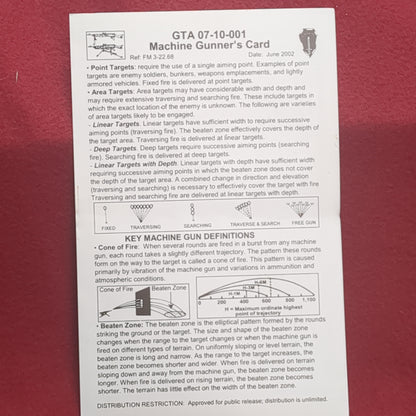 GTA 07-10-001
Machine Gunner's Card
Ref: FM 3-22.68 Date: June 2002
• Point Targets: require the use of a single aiming point. Examples of point
targets are enemy soldiers, bunkers, weapons emplacements, and lightly
armored vehicles. Fixed fire is delivered at point targets.
• Area Targets: Area targets may have considerable width and depth and
may require extensive traversing and searching fire. These include targets in
which the exact location of the enemy is unknown. The following are varieties
of area targets likely to be engaged.
- Linear Targets. Linear targets have sufficient width to require successive
aiming points (traversing fire). The beaten zone effectively covers the depth of
the target area. Traversing fire is delivered at linear targets.
- Deep Targets. Deep targets require successive aiming points (searching
fire). Searching fire is delivered at deep targets.
- Linear Targets with Depth. Linear targets with depth have sufficient width
requiring successive aiming points in which the beaten zone does not cover
the depth of the target area. A combined change in direction and elevation
(traversing and searching) is necessary to effectively cover the target with fire
Traversing and searching fire is delivered at linear targets with depth.
FIXED TRAVERSING SEARCHING TRAVERSE & SEARCH FREE GUN
KEY MACHINE GUN DEFINITIONS
• Cone of Fire: When several rounds are fired in a burst from any machine
gun, each round takes a slightly different trajectory. The pattern these rounds
form on the way to the target is called a cone of fire. This pattern is caused
primarily by vibration of the machine gun and variations in ammunition and
atmospheric conditions.
Cone of Fire Beaten Zone
0 200 400 500 600 800 1,100
H = Maximum ordinate highest
point of trajectory
• Beaten Zone: The beaten zone is the elliptical pattern formed by the rounds
striking the ground or the target. The size and shape of the beaten zone
changes when the range to the target changes or when the machine gun is
fired on different types of terrain. On uniformly sloping or level terrain, the
beaten zone is long and narrow. As the range to the target increases, the
beaten zone becomes shorter and wider. When fire is delivered on terrain
sloping down and away from the machine gun, the beaten zone becomes
longer. When fire is delivered on rising terrain, the beaten zone becomes
shorter. The terrain has little effect on the width of the beaten zone.
DISTRIBUTION RESTRICTION: Approved for public release; distribution is unlimited.